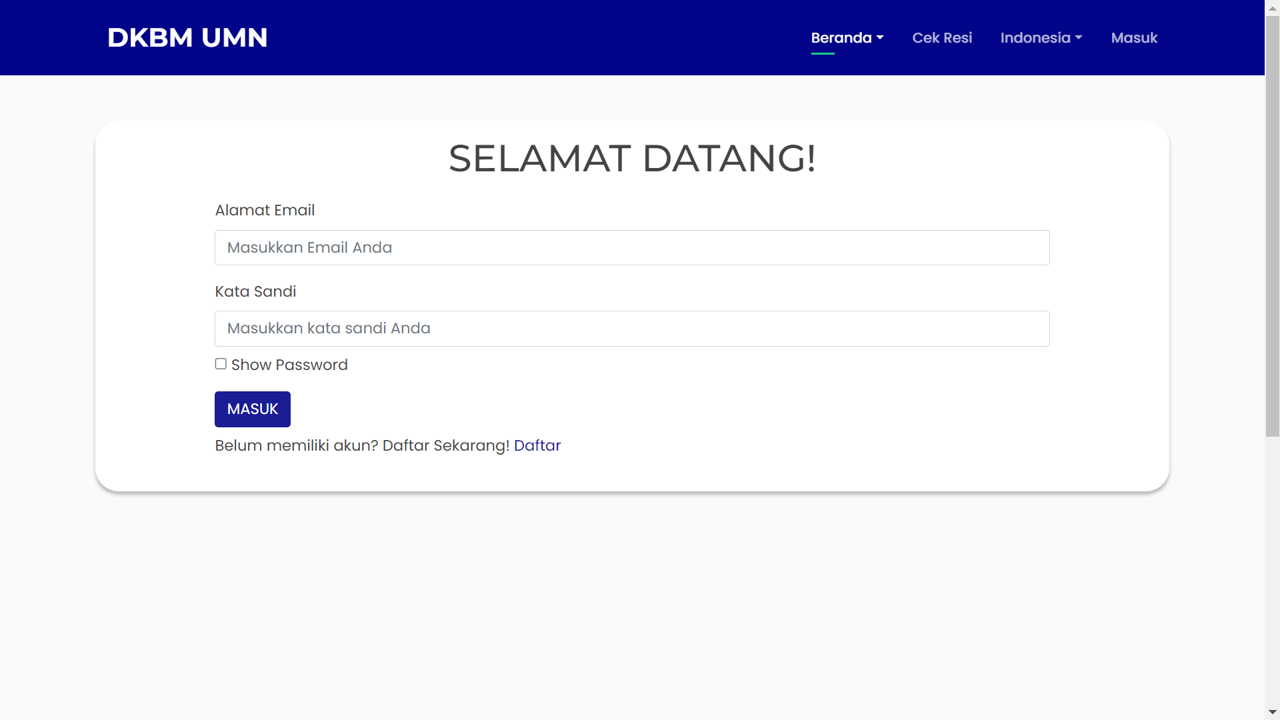 DKBM UMN
Beranda Cek Resi Indonesia Masuk
SELAMAT DATANG!
Alamat Email
Masukkan Email Anda
Kata Sandi
Masukkan kata sandi Anda
Show Password
MASUK
Belum memiliki akun? Daftar Sekarang! Daftar